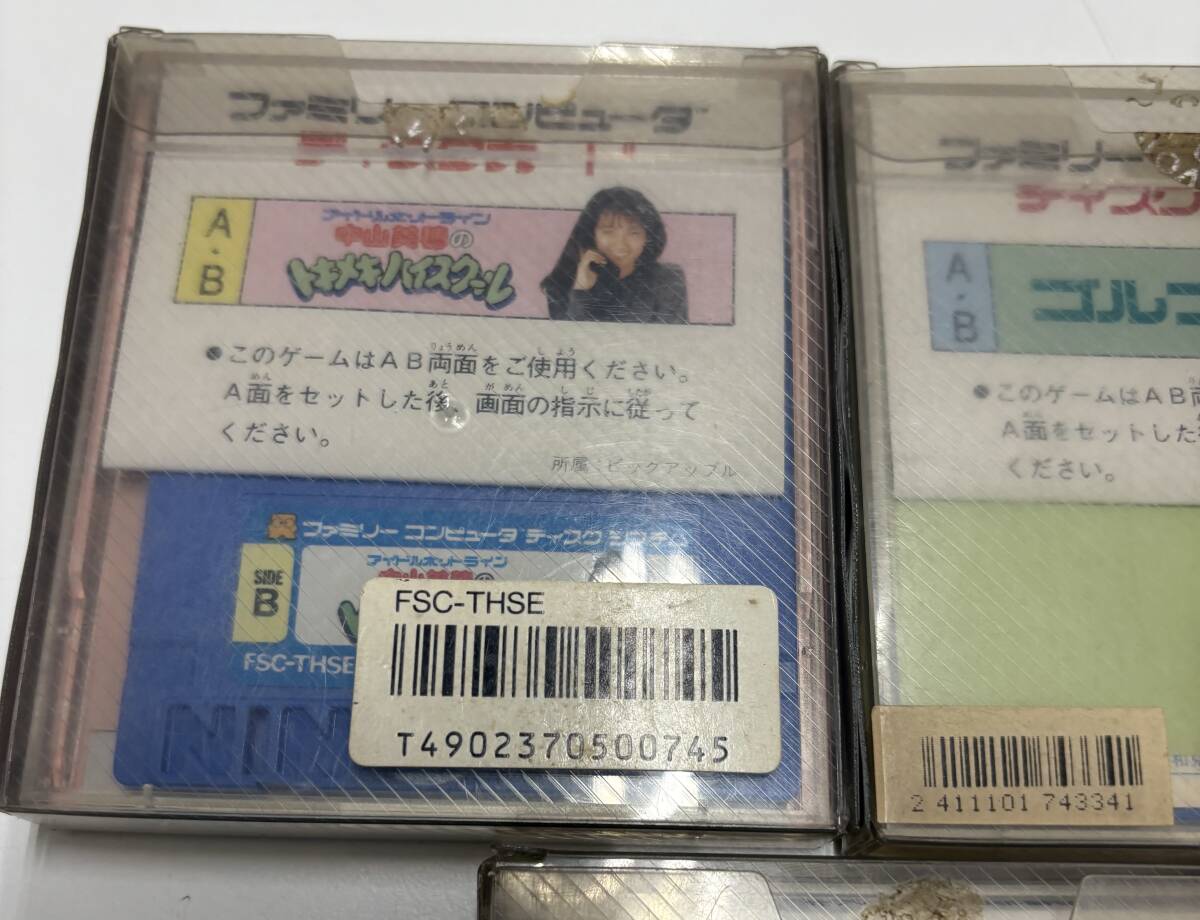 ファミリー コンピュータ™
A・B
アイドルホットライン
中山美穂の
トキメキハイスクール
●このゲームはAB両面をご使用ください。
A面をセットした後、画面の指示に従って
ください。
所属:ビックアップル
ファミリー コンピュータ ディスク システム
SIDE
B
アイドルホットライン
中山美穂の
FSC-THSE
NIN
FSC-THSE
T4902370500745
ファミリー
ディスク
A・B
ゴルフ
●このゲームはAB両
A面をセットした
ください。
2 411101 743341